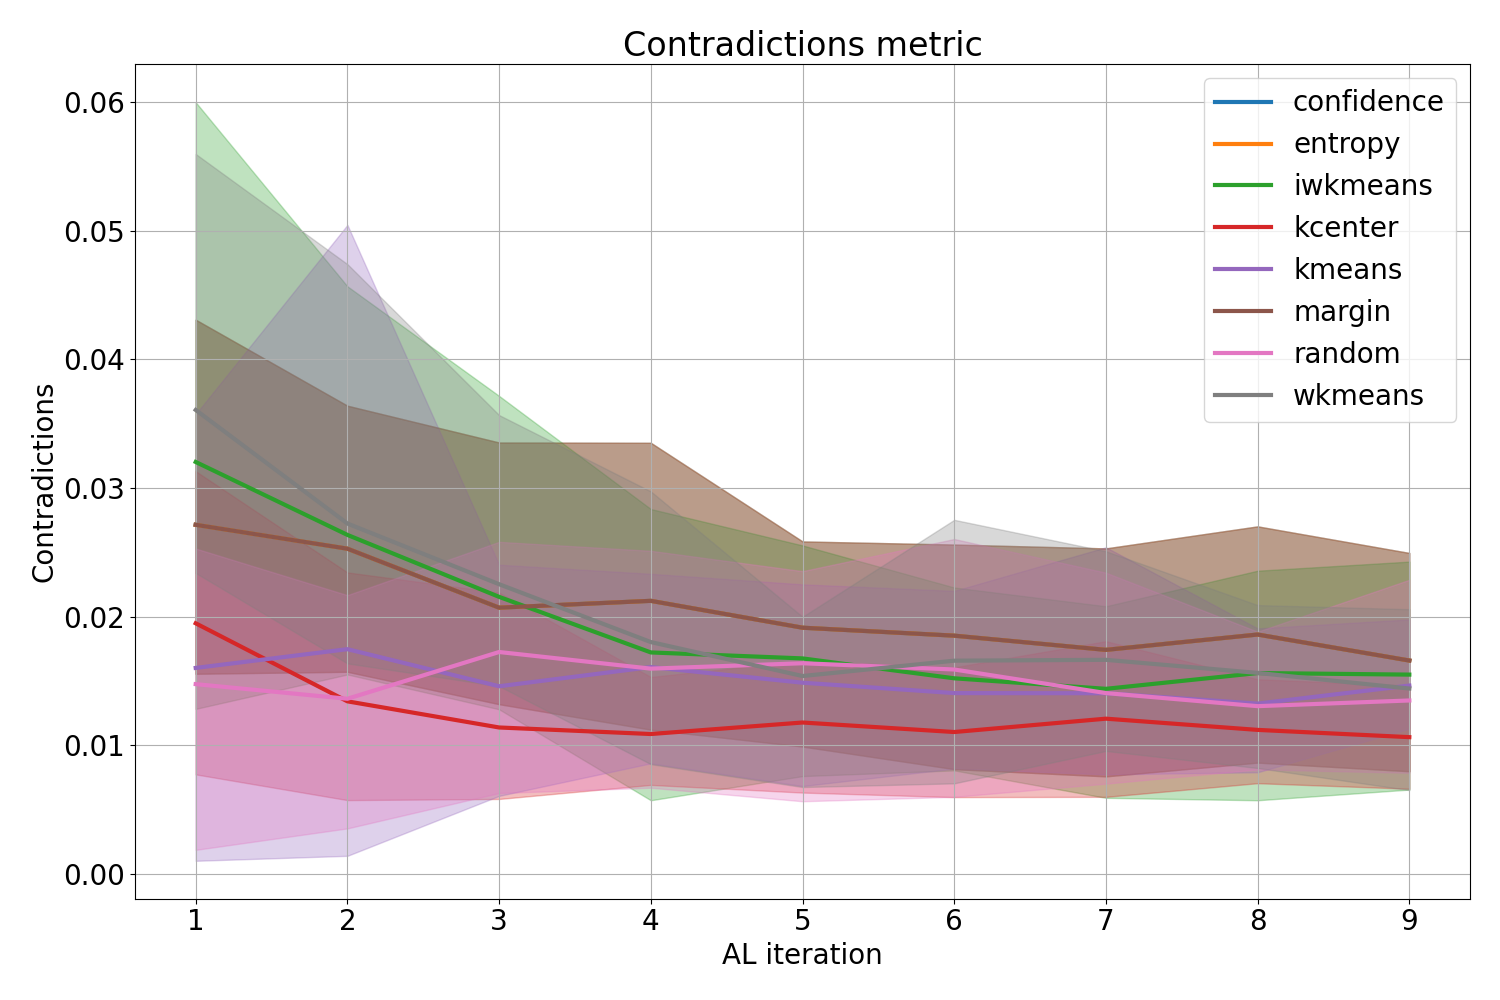 Contradictions metric
0.06
0.05
0.04
0.03
0.02
0.01
0.00
Contradictions
1 2 3 4 5 6 7 8 9
AL iteration
confidence
entropy
iwkmeans
kcenter
kmeans
margin
random
wkmeans